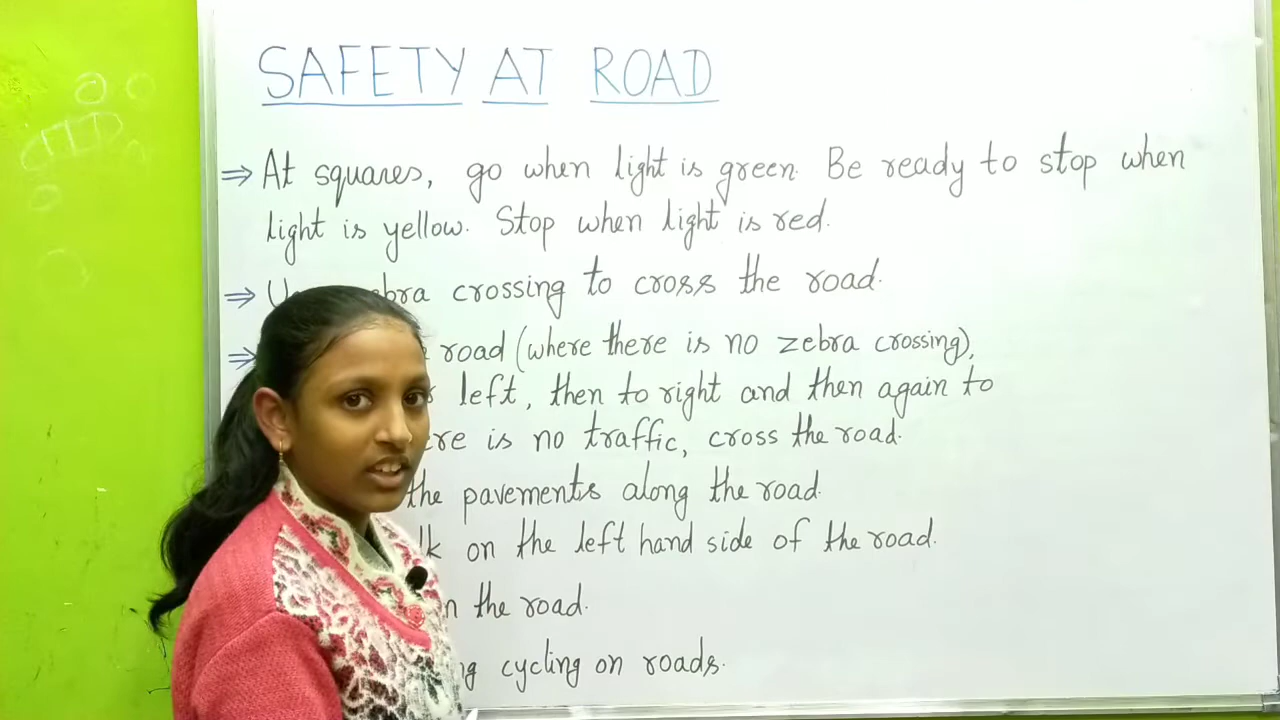 SAFETY AT ROAD
⇒ At squares, go when light is green. Be ready to stop when
light is yellow. Stop when light is red.
⇒ crossing to cross the road.
⇒ road (where there is no zebra crossing),
left, then to right and then again to
is no traffic, cross the road.
the pavements along the road.
on the left hand side of the road.
the road.
cycling on roads.